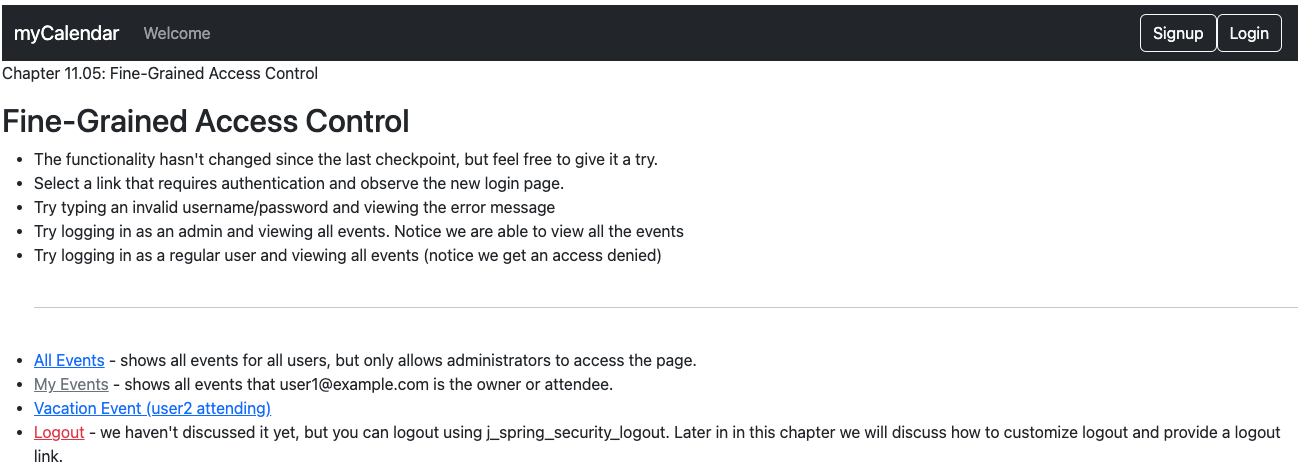 myCalendar Welcome Signup Login
Chapter 11.05: Fine-Grained Access Control
Fine-Grained Access Control
• The functionality hasn't changed since the last checkpoint, but feel free to give it a try.
• Select a link that requires authentication and observe the new login page.
• Try typing an invalid username/password and viewing the error message
• Try logging in as an admin and viewing all events. Notice we are able to view all the events
• Try logging in as a regular user and viewing all events (notice we get an access denied)
• All Events - shows all events for all users, but only allows administrators to access the page.
• My Events - shows all events that user1@example.com is the owner or attendee.
• Vacation Event (user2 attending)
• Logout - we haven't discussed it yet, but you can logout using j_spring_security_logout. Later in in this chapter we will discuss how to customize logout and provide a logout
link.